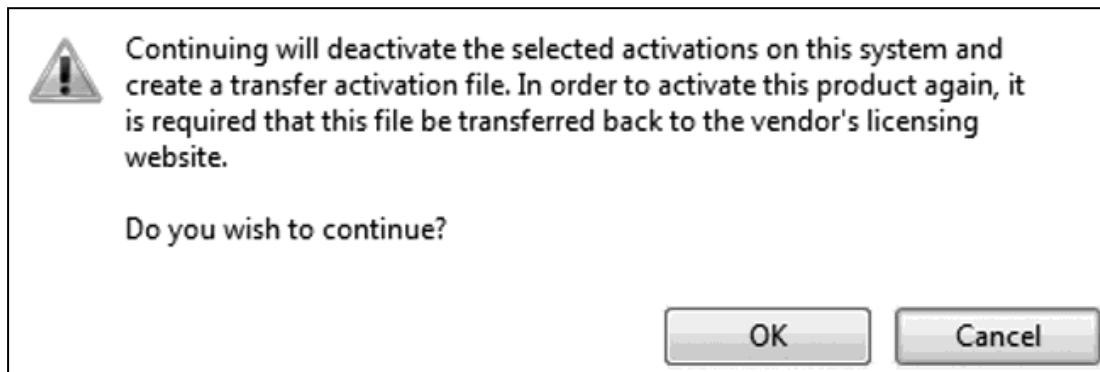 Continuing will deactivate the selected activations on this system and
create a transfer activation file. In order to activate this product again, it
is required that this file be transferred back to the vendor's licensing
website.
Do you wish to continue?
OK
Cancel